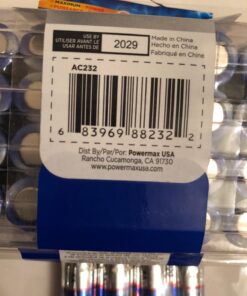 MAXIMUM
USE BY
UTILISER AVANT LE
USAR ANTES DE
2029
Made in China
Hecho en China
Fabriqué en Chine
AC232
6 83969 88232 2
Dist By/Par/Por: Powermax USA
Rancho Cucamonga, CA 91730
www.powermaxusa.com